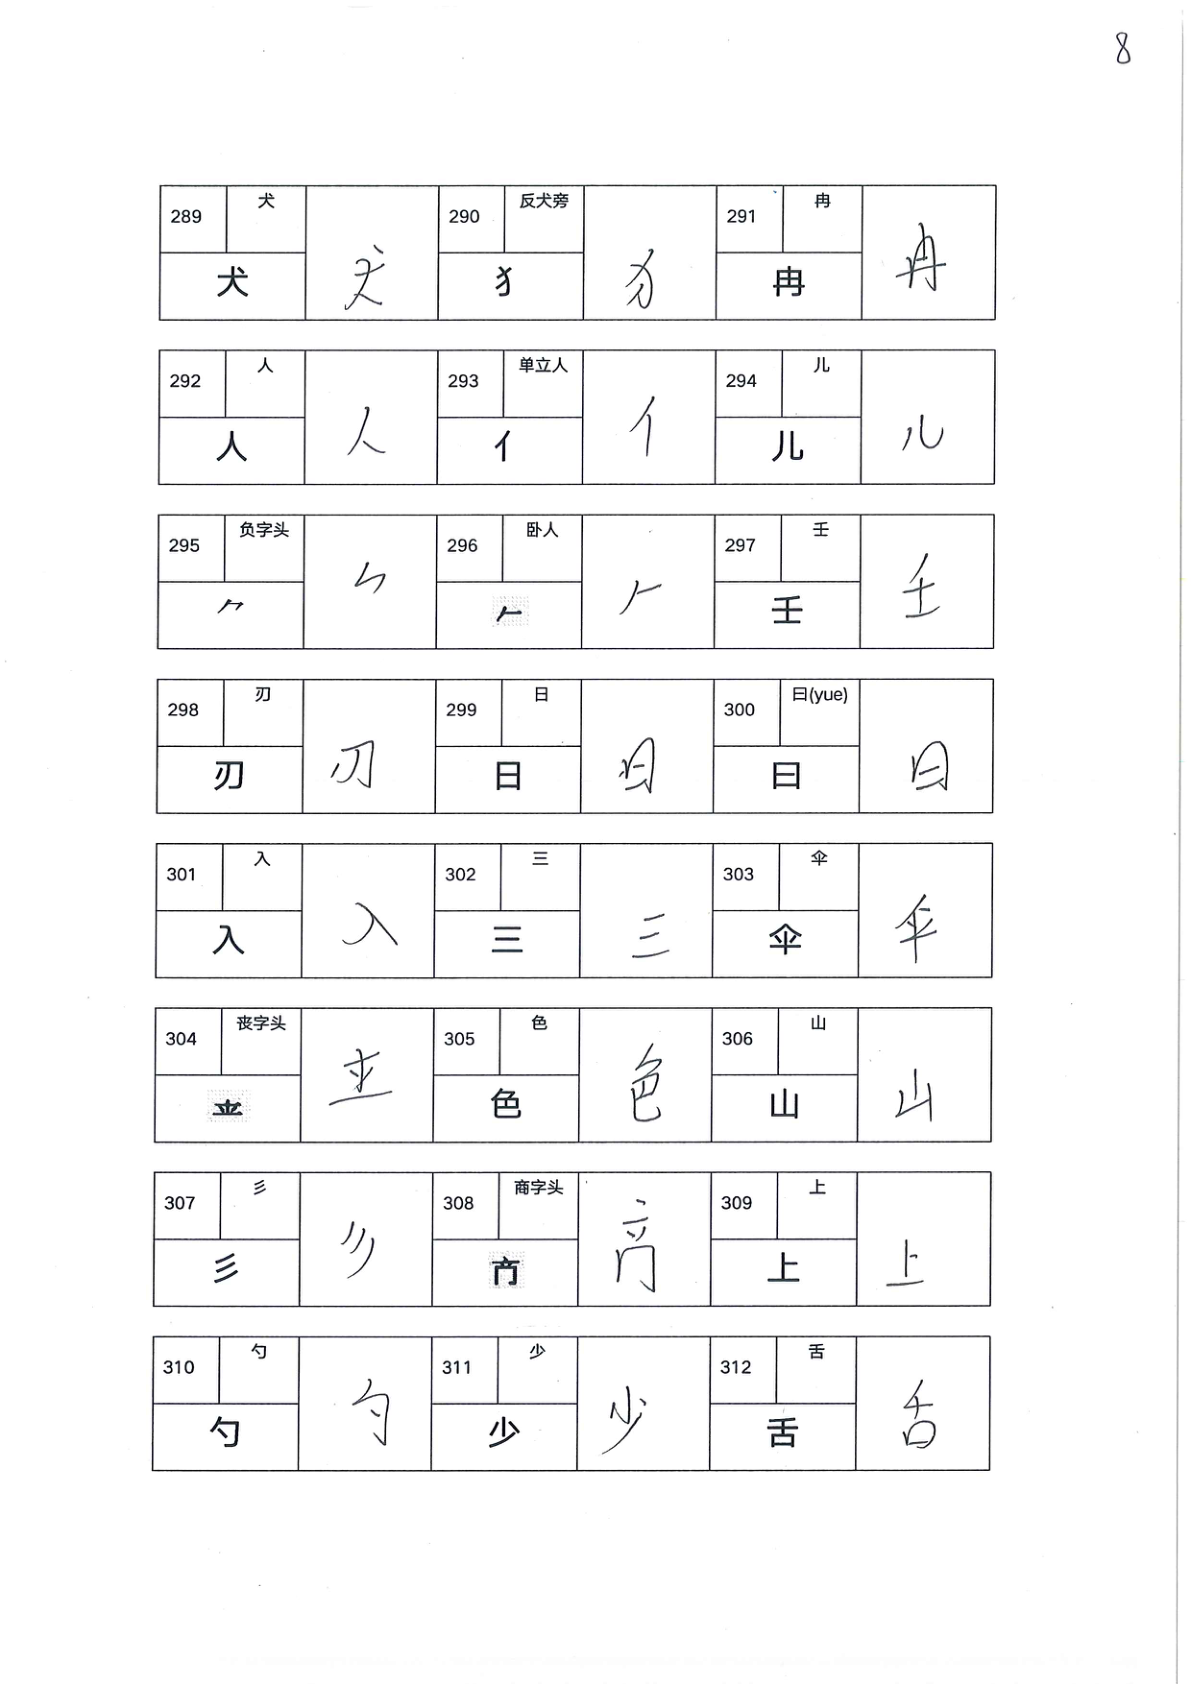 8
289 犬 犬 犬 290 反犬旁 犭 犭 291 冉 冉 冉
292 人 人 人 293 单立人 亻 亻 294 儿 儿 儿
295 负字头 ⺈ ⺈ 296 卧人 𠂉 𠂉 297 壬 壬 壬
298 刃 刃 刃 299 日 日 日 300 曰(yue) 曰 曰
301 入 入 入 302 三 三 三 303 伞 伞 伞
304 丧字头 305 色 色 色 306 山 山 山
307 彡 彡 彡 308 商字头 309 上 上 上
310 勺 勺 勺 311 少 少 少 312 舌 舌 舌